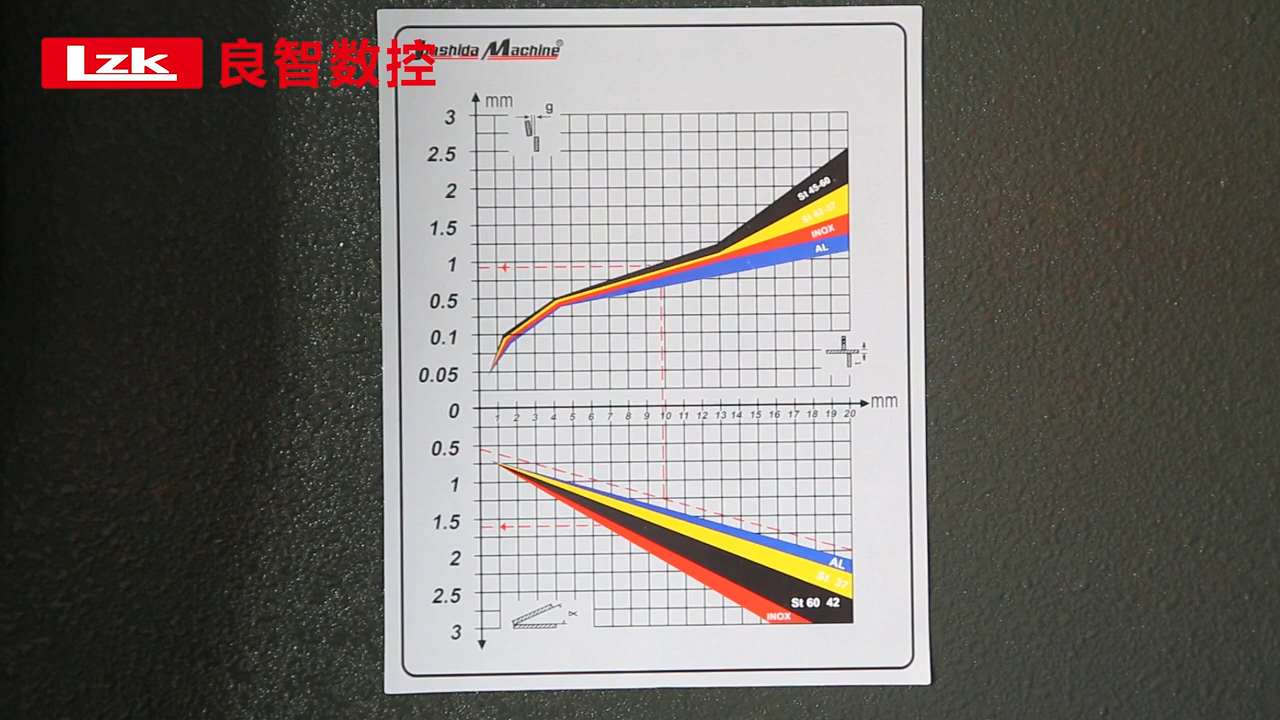 Lzk 良智数控
ashida Machine®
mm
g
3
2.5
2
1.5
1
0.5
0.1
0.05
0
St 45-60
St 42-37
INOX
AL
1 2 3 4 5 6 7 8 9 10 11 12 13 14 15 16 17 18 19 20
mm
0.5
1
1.5
2
2.5
3
AL
St 37
St 60 42
INOX